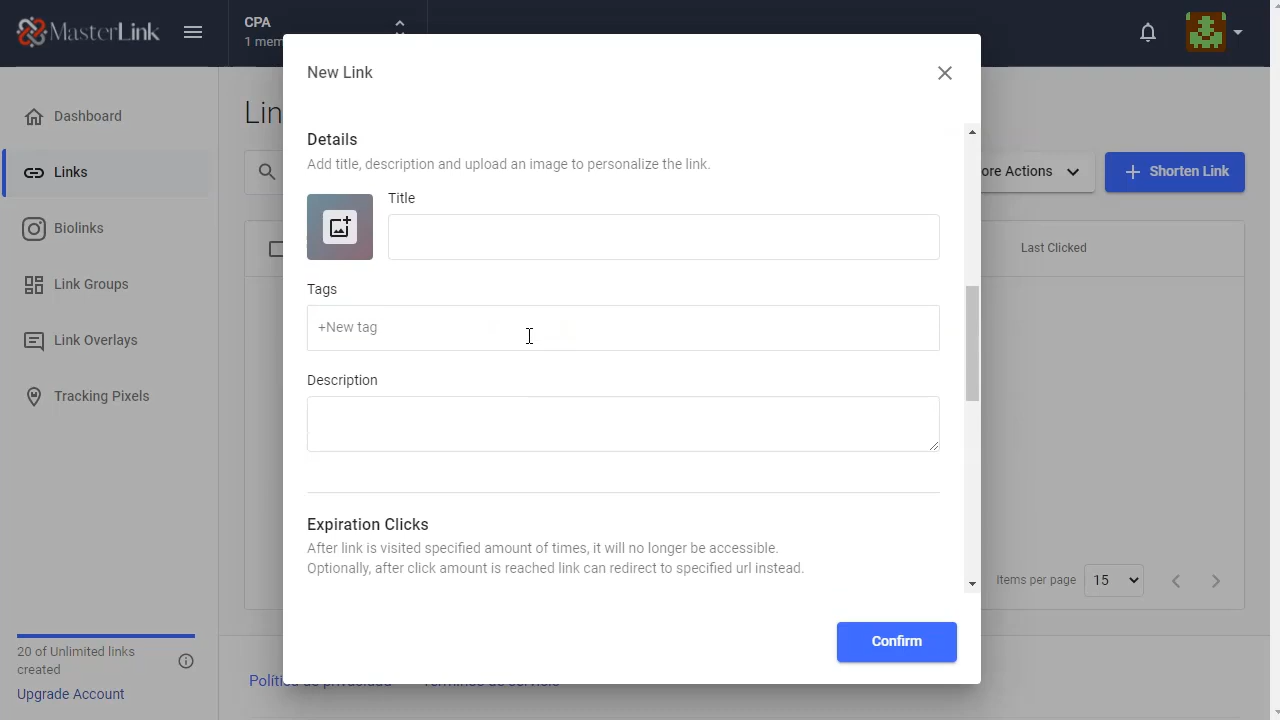 MasterLink
CPA
1 mem
New Link
Details
Add title, description and upload an image to personalize the link.
Title
Tags
+New tag
Description
Expiration Clicks
After link is visited specified amount of times, it will no longer be accessible.
Optionally, after click amount is reached link can redirect to specified url instead.
Confirm
Dashboard
Links
Biolinks
Link Groups
Link Overlays
Tracking Pixels
20 of Unlimited links
created
Upgrade Account
Lin
ore Actions
Shorten Link
Last Clicked
Items per page
15